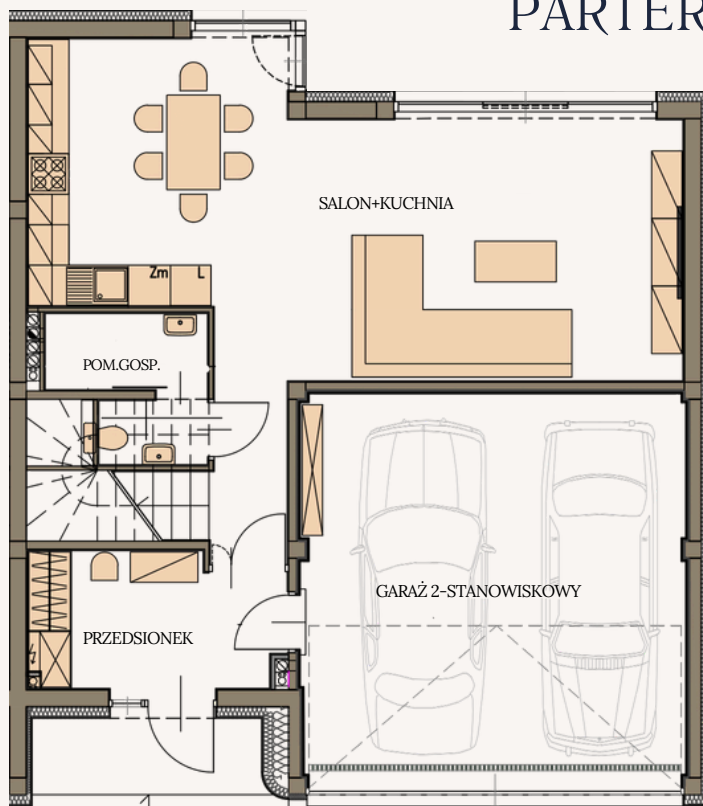 PARTER
SALON+KUCHNIA
Zm L
POM.GOSP.
GARAŻ 2-STANOWISKOWY
PRZEDSIONEK